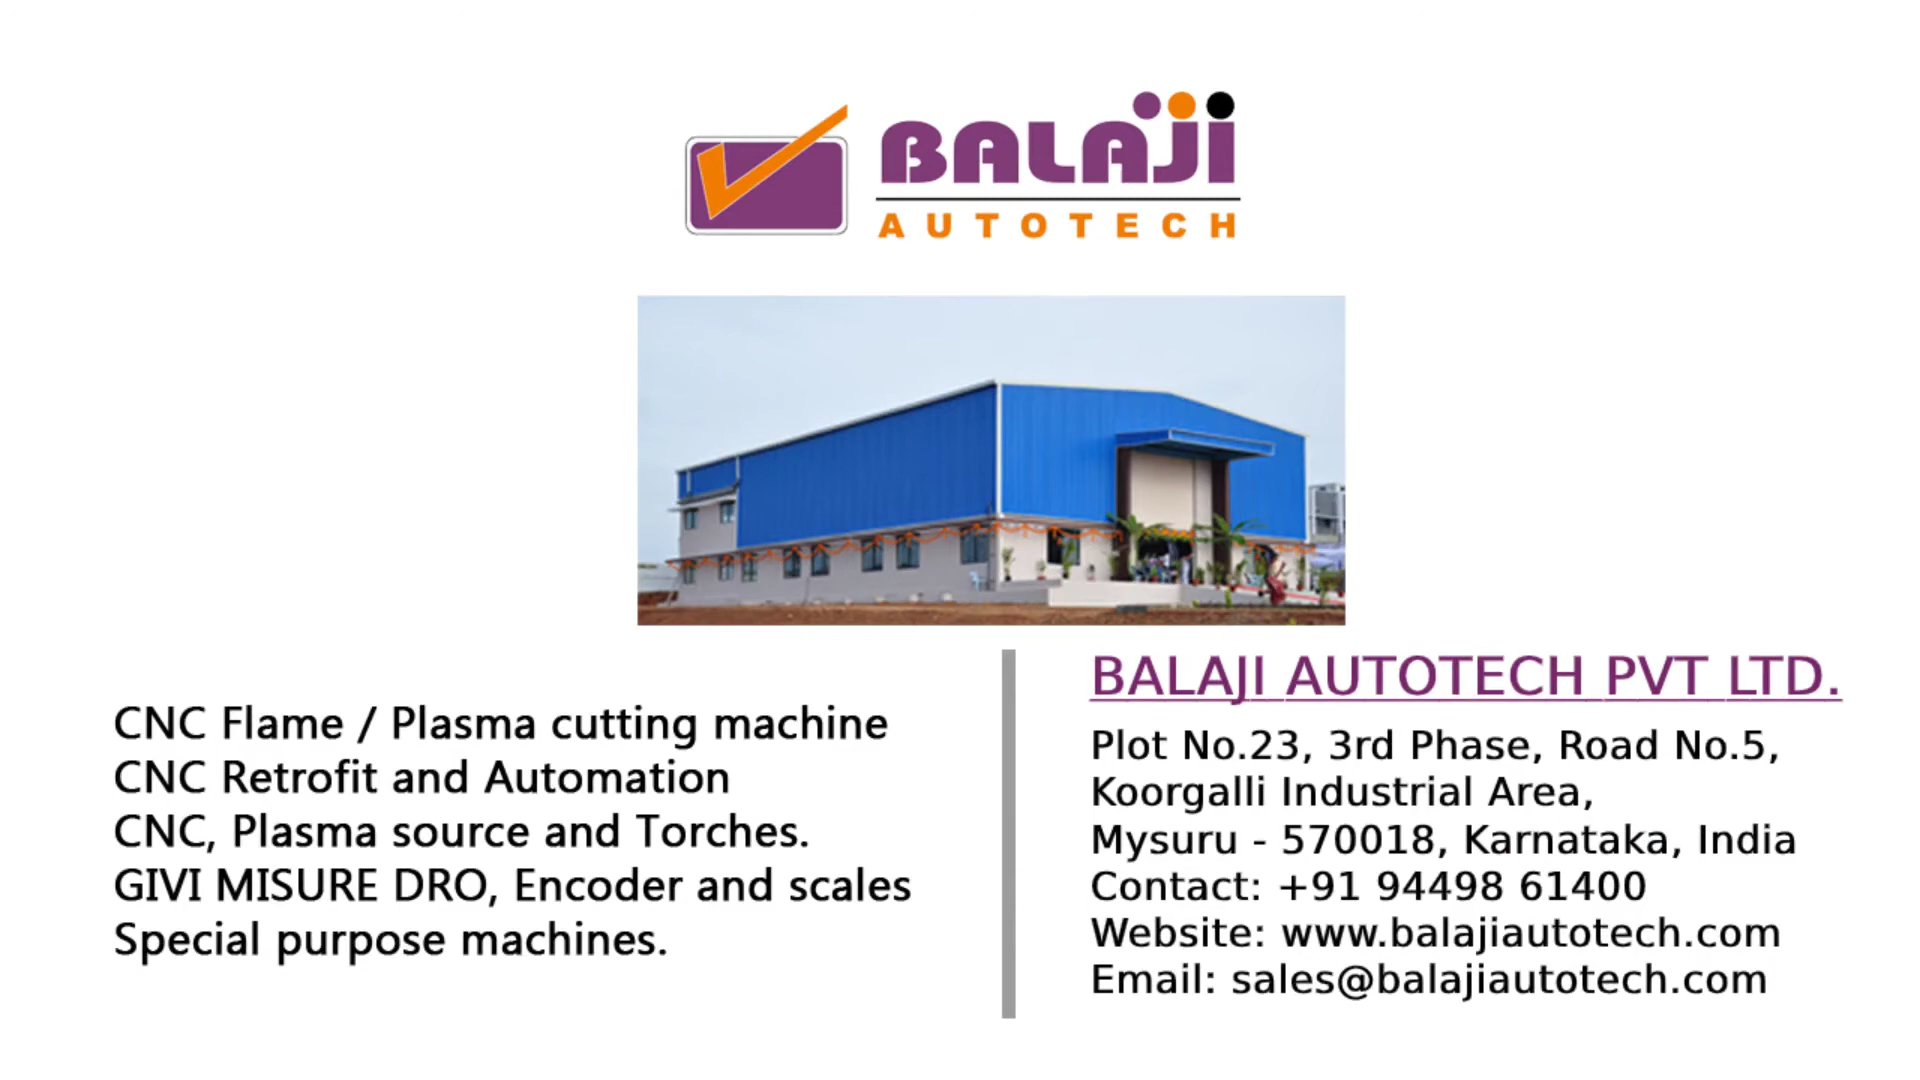 BALAJI
AUTOTECH
CNC Flame / Plasma cutting machine
CNC Retrofit and Automation
CNC, Plasma source and Torches.
GIVI MISURE DRO, Encoder and scales
Special purpose machines.
BALAJI AUTOTECH PVT LTD.
Plot No.23, 3rd Phase, Road No.5,
Koorgalli Industrial Area,
Mysuru - 570018, Karnataka, India
Contact: +91 94498 61400
Website: www.balajiautotech.com
Email: sales@balajiautotech.com